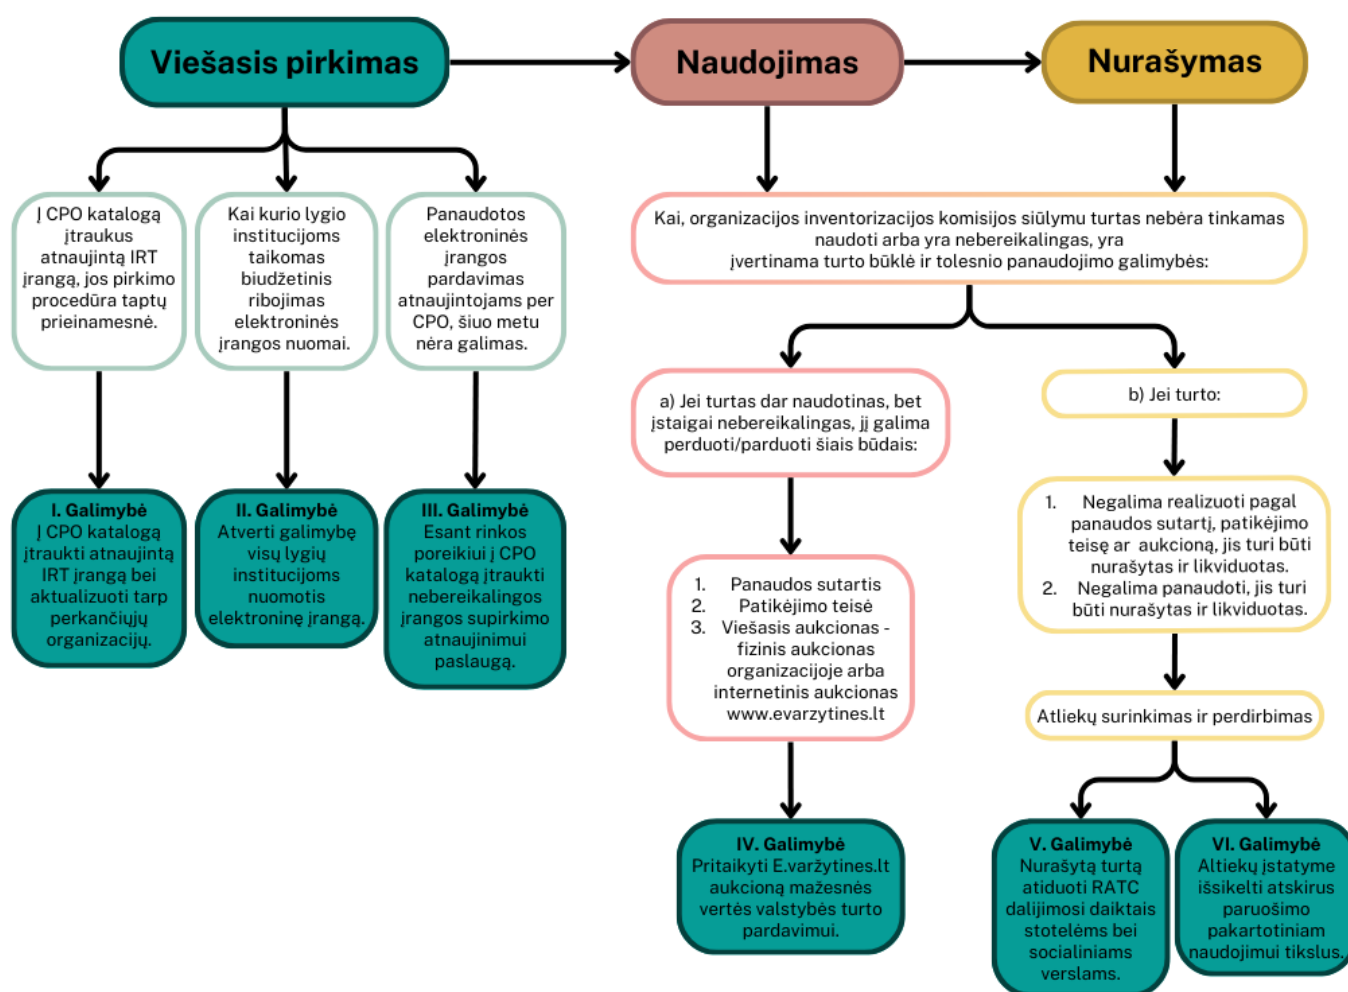 Viešasis pirkimas
Naudojimas
Nurašymas
Į CPO katalogą
įtraukus
atnaujintą IRT
įrangą, jos pirkimo
procedūra taptų
prieinamesnė.
Kai kurio lygio
institucijoms
taikomas
biudžetinis
ribojimas
elektroninės
įrangos nuomai.
Panaudotos
elektroninės
įrangos
pardavimas
atnaujintojams per
CPO, šiuo metu
nėra galimas.
Kai, organizacijos inventorizacijos komisijos siūlymu turtas nebėra tinkamas
naudoti arba yra nebereikalingas, yra
įvertinama turto būklė ir tolesnio panaudojimo galimybės:
a) Jei turtas dar naudotinas, bet
įstaigai nebereikalingas, jį galima
perduoti/parduoti šiais būdais:
b) Jei turto:
I. Galimybė
Į CPO katalogą
įtraukti atnaujintą
IRT įrangą bei
aktualizuoti tarp
perkančiųjų
organizacijų.
II. Galimybė
Atverti galimybę
visų lygių
institucijoms
nuomotis
elektroninę įrangą.
III. Galimybė
Esant rinkos
poreikiui į CPO
katalogą įtraukti
nebereikalingos
įrangos supirkimo
atnaujinimui
paslaugą.
1. Panaudos sutartis
2. Patikėjimo teisė
3. Viešasis aukcionas -
fizinis aukcionas
organizacijoje arba
internetinis aukcionas
www.evarzytines.lt
1. Negalima realizuoti pagal
panaudos sutartį, patikėjimo
teisę ar aukcioną, jis turi būti
nurašytas ir likviduotas.
2. Negalima panaudoti, jis turi
būti nurašytas ir likviduotas.
Atliekų surinkimas ir perdirbimas
IV. Galimybė
Pritaikyti E.varžytines.lt
aukcioną mažesnės
vertės valstybės turto
pardavimui.
V. Galimybė
Nurašytą turtą
atiduoti RATC
dalijimosi daiktais
stotelėms bei
socialiniams
verslams.
VI. Galimybė
Altiekų įstatyme
išsikelti atskirus
paruošimo
pakartotiniam
naudojimui tikslus.